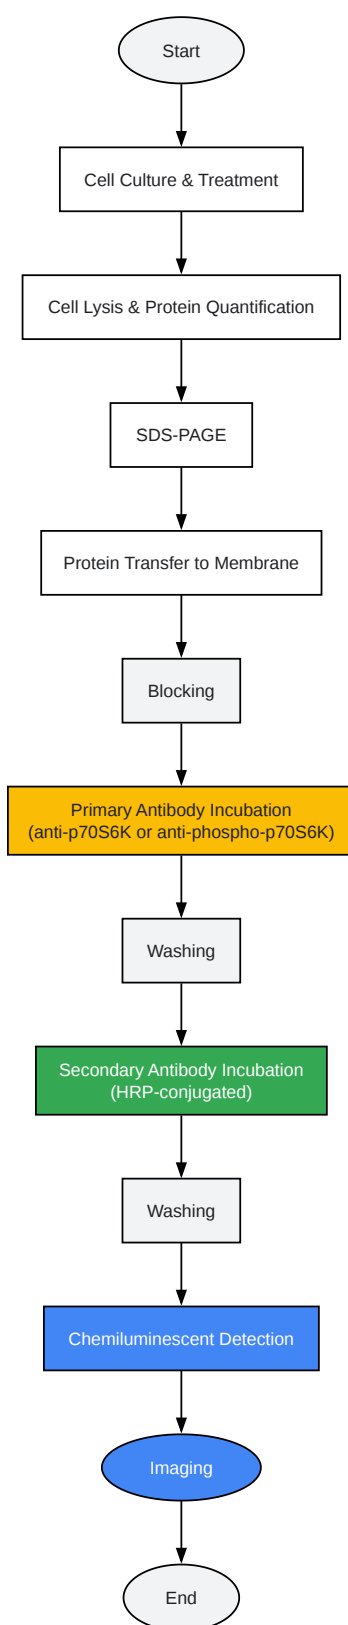 Start
Cell Culture & Treatment
Cell Lysis & Protein Quantification
SDS-PAGE
Protein Transfer to Membrane
Blocking
Primary Antibody Incubation
(anti-p70S6K or anti-phospho-p70S6K)
Washing
Secondary Antibody Incubation
(HRP-conjugated)
Washing
Chemiluminescent Detection
Imaging
End